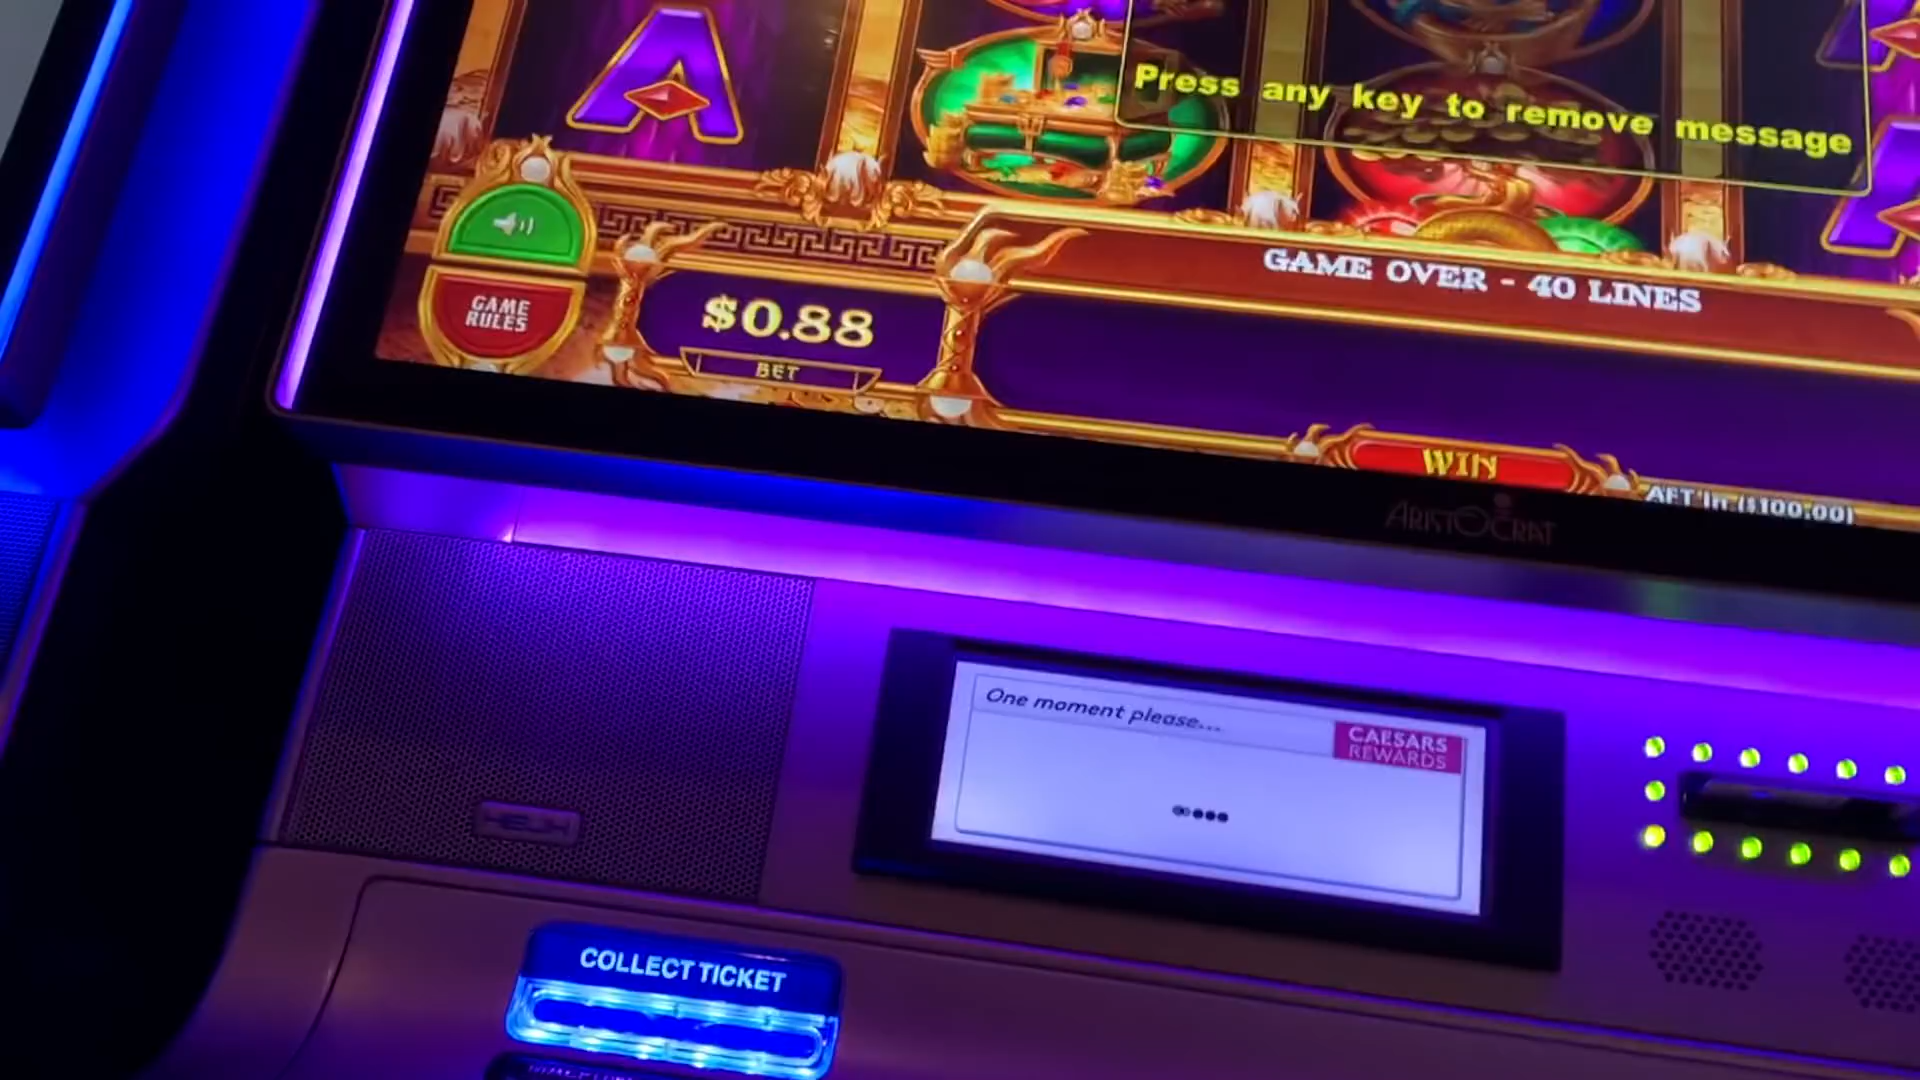 A
Press any key to remove message
GAME OVER - 40 LINES
GAME
RULES
$0.88
BET
WIN
AFT in ($100.00)
ARISTOCRAT
One moment please...
CAESARS
REWARDS
HELIX
COLLECT TICKET